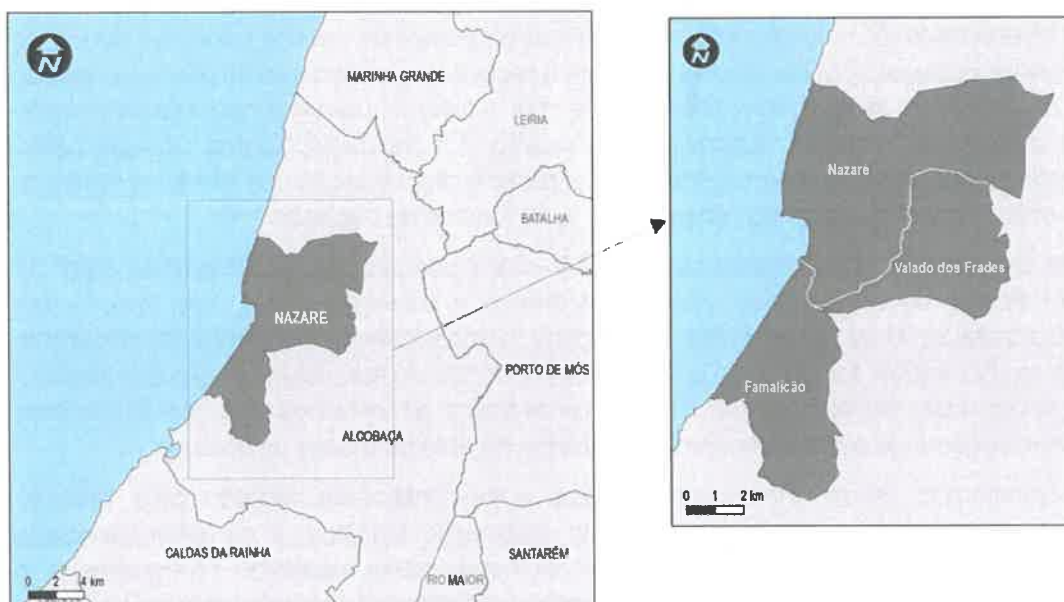 N
MARINHA GRANDE
LEIRIA
BATALHA
NAZARE
PORTO DE MÓS
ALCOBAÇA
CALDAS DA RAINHA
SANTARÉM
RIO MAIOR
0 2 4 km
N
Nazare
Valado dos Frades
Famalicão
0 1 2 km